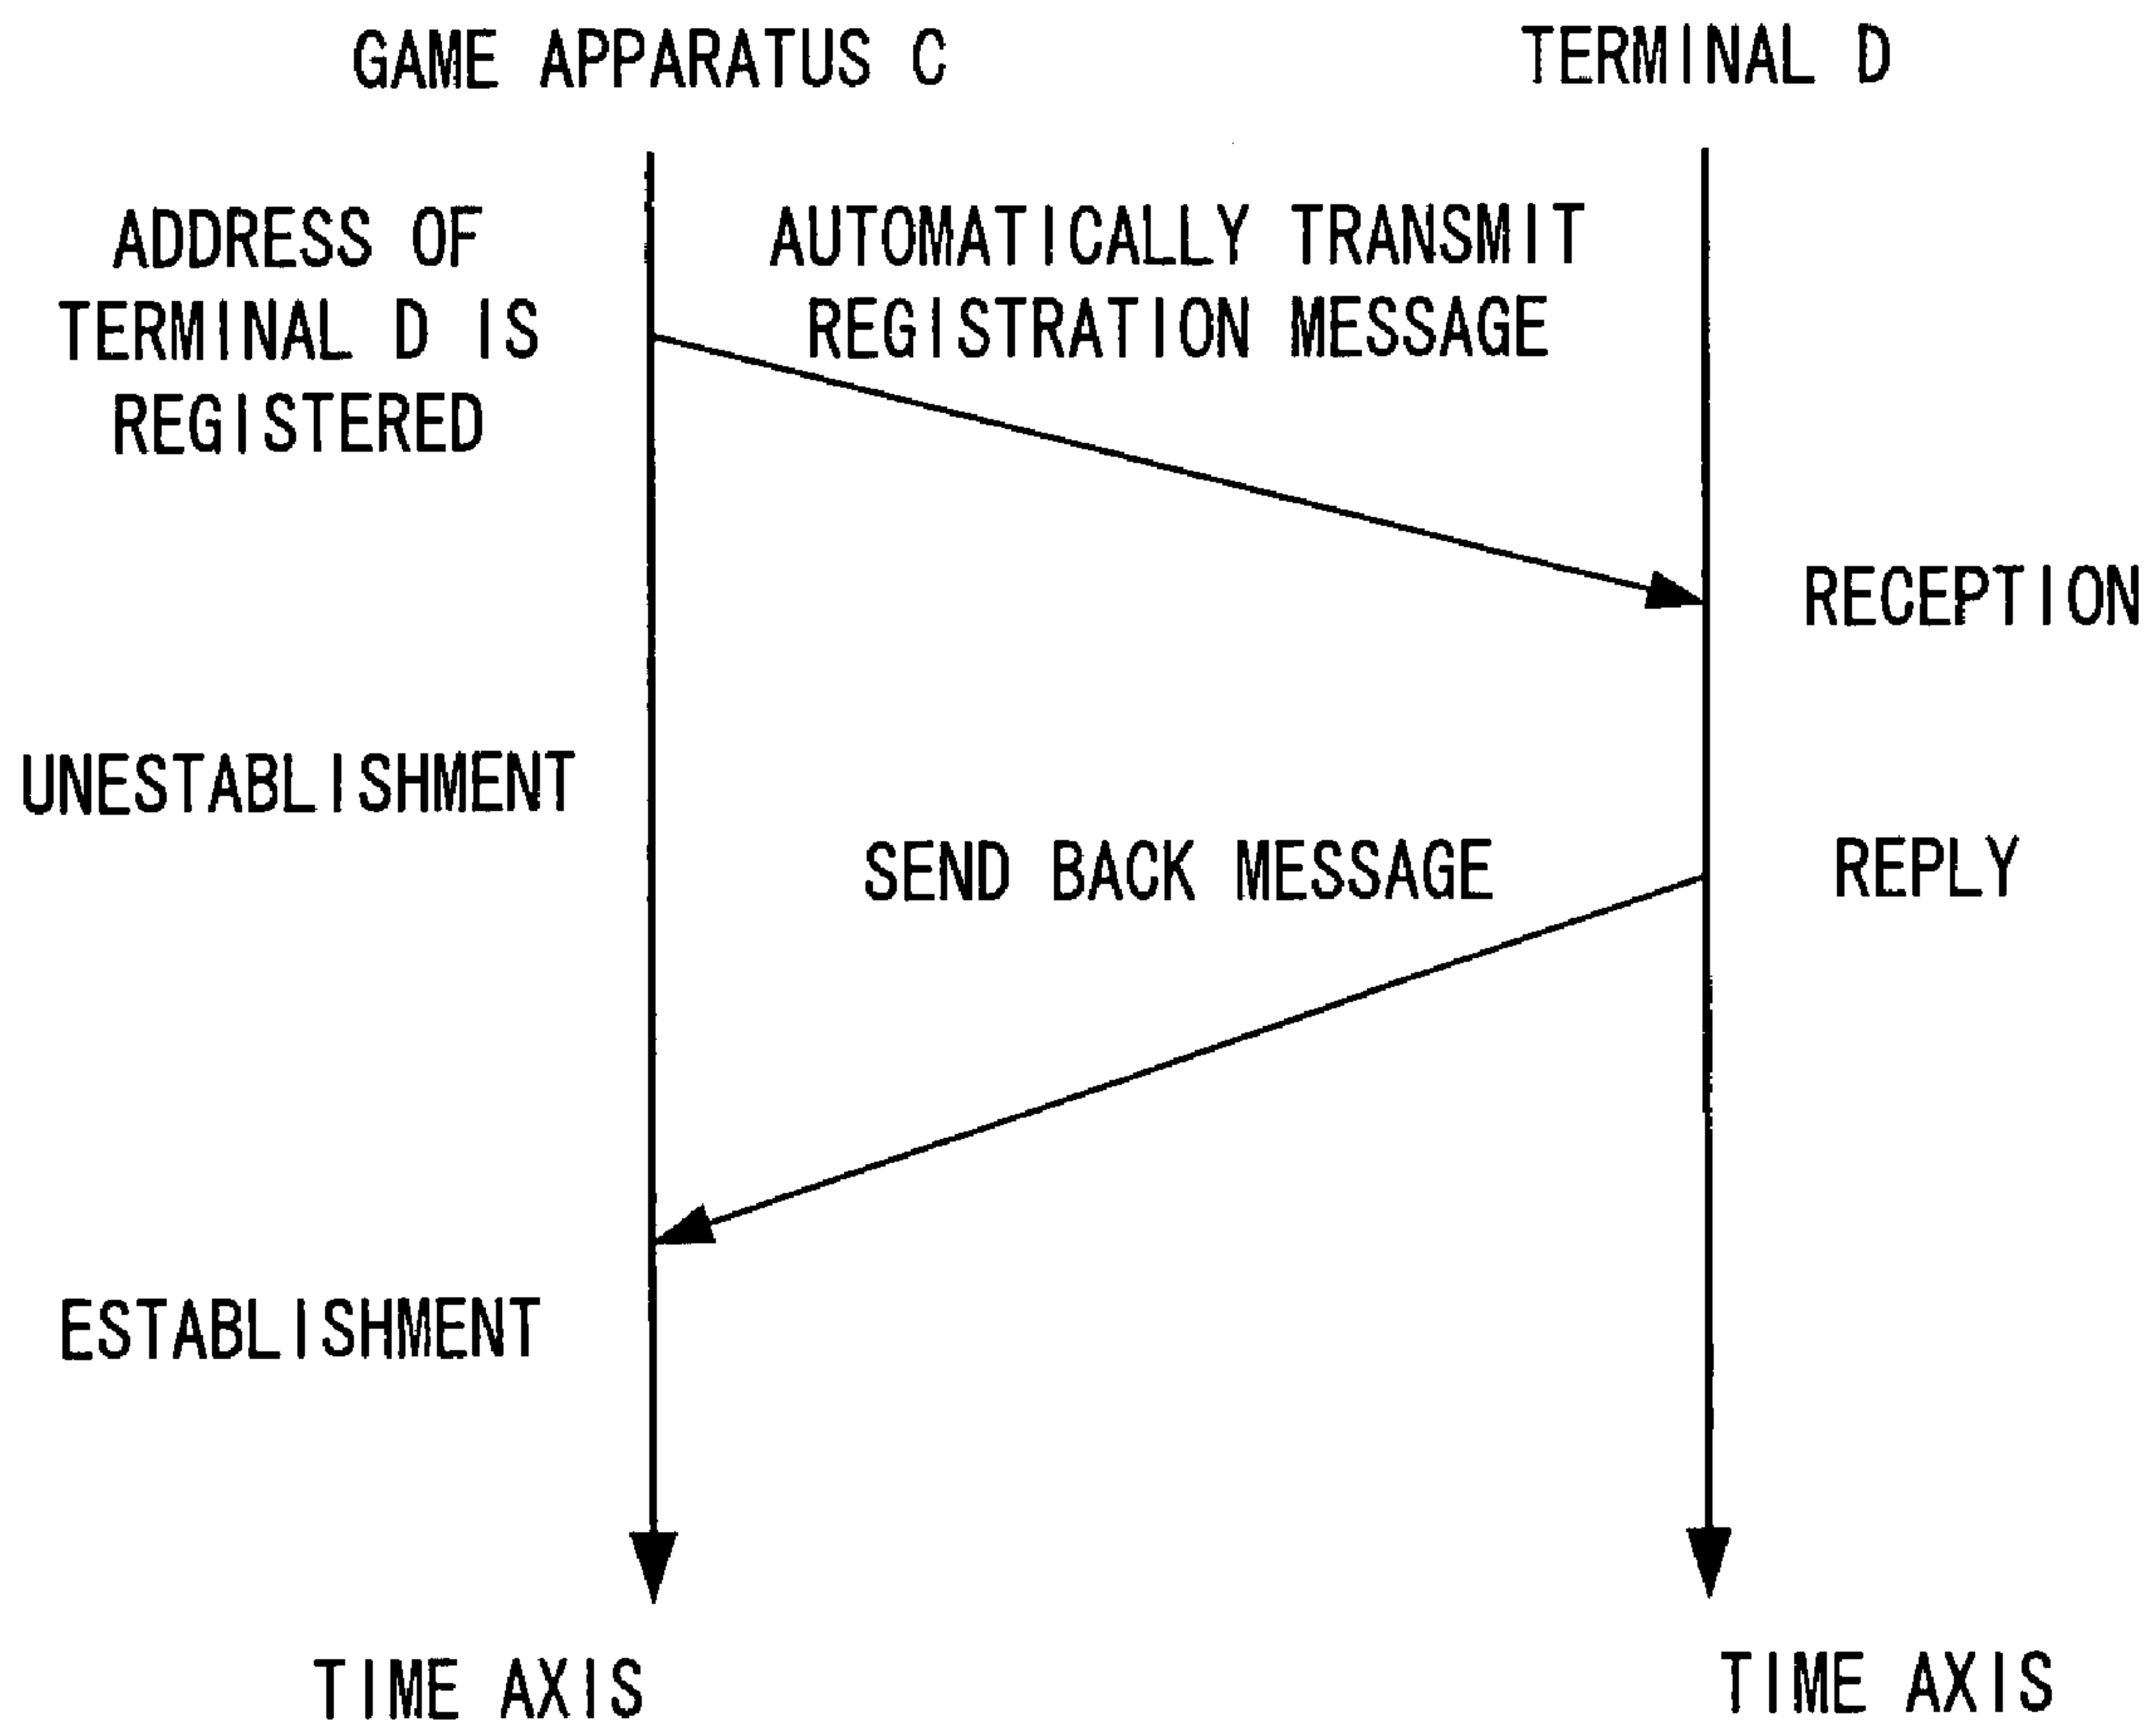 GAME APPARATUS C
TERMINAL D
ADDRESS OF
TERMINAL D IS
REGISTERED
AUTOMATICALLY TRANSMIT
REGISTRATION MESSAGE
RECEPTION
UNESTABLISHMENT
SEND BACK MESSAGE
REPLY
ESTABLISHMENT
TIME AXIS
TIME AXIS